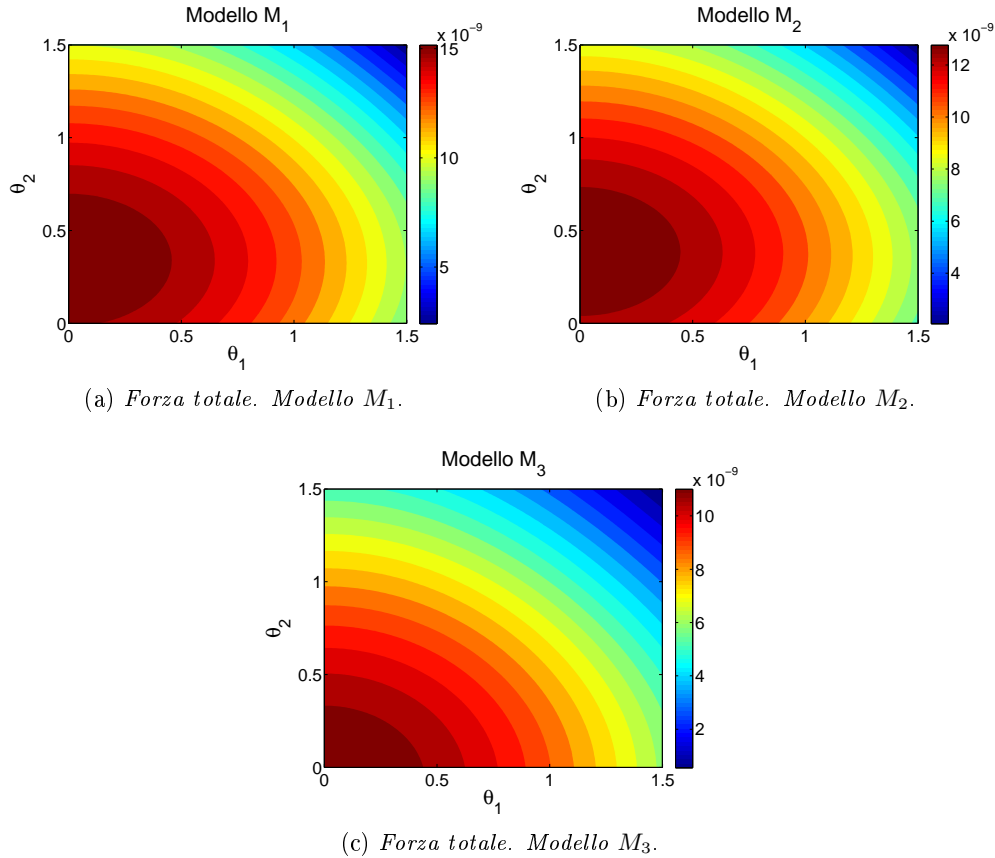 Modello M1
x 10−9
1.5
1
0.5
0
θ2
0 0.5 1 1.5
θ1
15
10
5
(a) Forza totale. Modello M1.
Modello M2
x 10−9
1.5
1
0.5
0
θ2
0 0.5 1 1.5
θ1
12
10
8
6
4
(b) Forza totale. Modello M2.
Modello M3
x 10−9
1.5
1
0.5
0
θ2
0 0.5 1 1.5
θ1
10
8
6
4
2
(c) Forza totale. Modello M3.